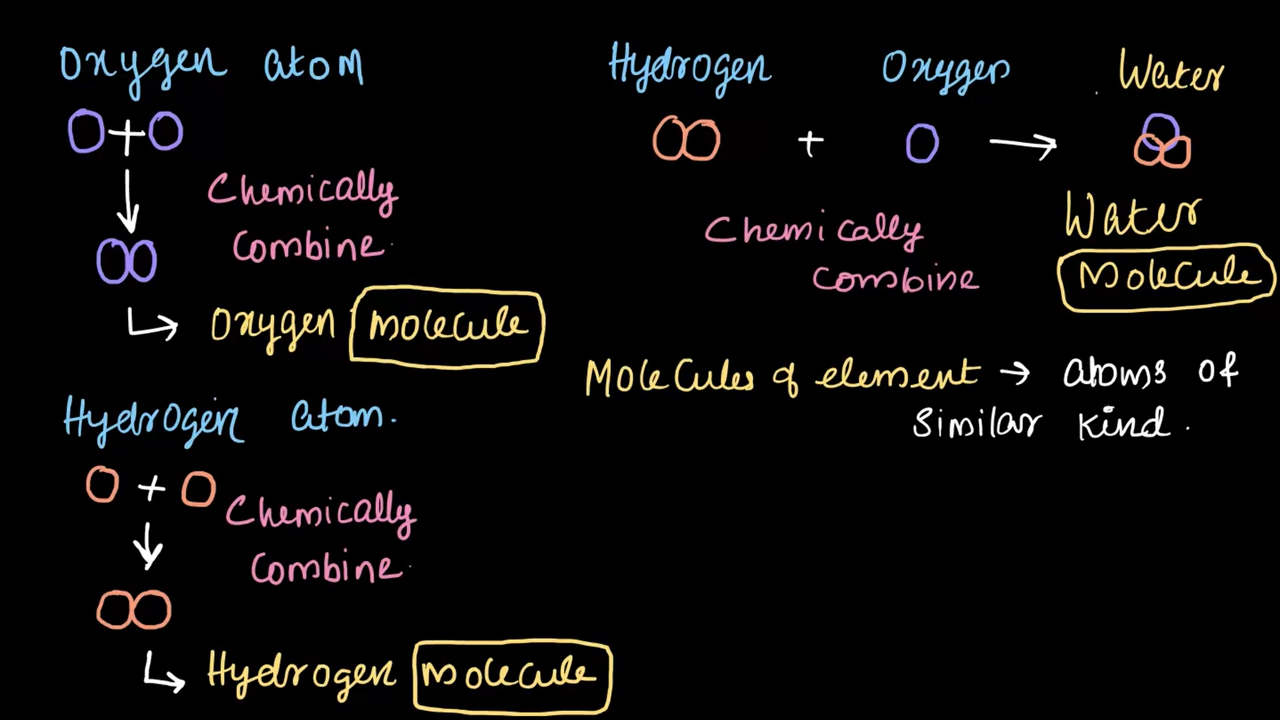 Oxygen atom
+
Chemically
Combine
Oxygen Molecule
Hydrogen atom.
+
Chemically
Combine
Hydrogen Molecule
Hydrogen Oxygen Water
+
Chemically
Combine
Water
Molecule
Molecules of element → atoms of
Similar kind.